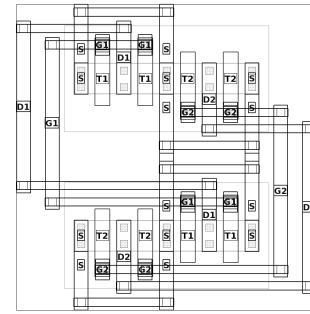 S G1 G1 S
D1
S T1 T1 S T2 T2 S
D2
D1 S G2 G2 S
G1
G2
S G1 G1 S
D1 D
S T2 T2 S T1 T1 S
D2
S G2 G2 S